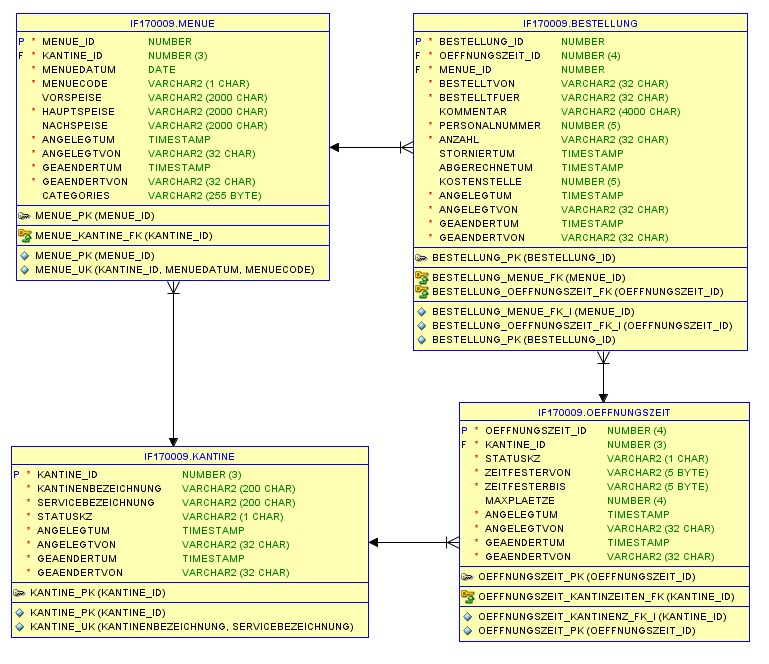 IF170009.MENUE
P * MENUE_ID NUMBER
F * KANTINE_ID NUMBER (3)
* MENUEDATUM DATE
* MENUECODE VARCHAR2 (1 CHAR)
VORSPEISE VARCHAR2 (2000 CHAR)
* HAUPTSPEISE VARCHAR2 (2000 CHAR)
NACHSPEISE VARCHAR2 (2000 CHAR)
* ANGELEGTUM TIMESTAMP
* ANGELEGTVON VARCHAR2 (32 CHAR)
* GEAENDERTUM TIMESTAMP
* GEAENDERTVON VARCHAR2 (32 CHAR)
CATEGORIES VARCHAR2 (255 BYTE)
MENUE_PK (MENUE_ID)
MENUE_KANTINE_FK (KANTINE_ID)
MENUE_PK (MENUE_ID)
MENUE_UK (KANTINE_ID, MENUEDATUM, MENUECODE)
IF170009.BESTELLUNG
P * BESTELLUNG_ID NUMBER
F * OEFFNUNGSZEIT_ID NUMBER (4)
F * MENUE_ID NUMBER
* BESTELLTVON VARCHAR2 (32 CHAR)
* BESTELLTFUER VARCHAR2 (32 CHAR)
KOMMENTAR VARCHAR2 (4000 CHAR)
* PERSONALNUMMER NUMBER (5)
* ANZAHL VARCHAR2 (32 CHAR)
STORNIERTUM TIMESTAMP
ABGERECHNETUM TIMESTAMP
KOSTENSTELLE NUMBER (5)
* ANGELEGTUM TIMESTAMP
* ANGELEGTVON VARCHAR2 (32 CHAR)
* GEAENDERTUM TIMESTAMP
* GEAENDERTVON VARCHAR2 (32 CHAR)
BESTELLUNG_PK (BESTELLUNG_ID)
BESTELLUNG_MENUE_FK (MENUE_ID)
BESTELLUNG_OEFFNUNGSZEIT_FK (OEFFNUNGSZEIT_ID)
BESTELLUNG_MENUE_FK_I (MENUE_ID)
BESTELLUNG_OEFFNUNGSZEIT_FK_I (OEFFNUNGSZEIT_ID)
BESTELLUNG_PK (BESTELLUNG_ID)
IF170009.KANTINE
P * KANTINE_ID NUMBER (3)
* KANTINENBEZEICHNUNG VARCHAR2 (200 CHAR)
* SERVICEBEZEICHNUNG VARCHAR2 (200 CHAR)
* STATUSKZ VARCHAR2 (1 CHAR)
* ANGELEGTUM TIMESTAMP
* ANGELEGTVON VARCHAR2 (32 CHAR)
* GEAENDERTUM TIMESTAMP
* GEAENDERTVON VARCHAR2 (32 CHAR)
KANTINE_PK (KANTINE_ID)
KANTINE_PK (KANTINE_ID)
KANTINE_UK (KANTINENBEZEICHNUNG, SERVICEBEZEICHNUNG)
IF170009.OEFFNUNGSZEIT
P * OEFFNUNGSZEIT_ID NUMBER (4)
F * KANTINE_ID NUMBER (3)
* STATUSKZ VARCHAR2 (1 CHAR)
* ZEITFESTERVON VARCHAR2 (5 BYTE)
* ZEITFESTERBIS VARCHAR2 (5 BYTE)
MAXPLAETZE NUMBER (4)
* ANGELEGTUM TIMESTAMP
* ANGELEGTVON VARCHAR2 (32 CHAR)
* GEAENDERTUM TIMESTAMP
* GEAENDERTVON VARCHAR2 (32 CHAR)
OEFFNUNGSZEIT_PK (OEFFNUNGSZEIT_ID)
OEFFNUNGSZEIT_KANTINZEITEN_FK (KANTINE_ID)
OEFFNUNGSZEIT_KANTINENZ_FK_I (KANTINE_ID)
OEFFNUNGSZEIT_PK (OEFFNUNGSZEIT_ID)